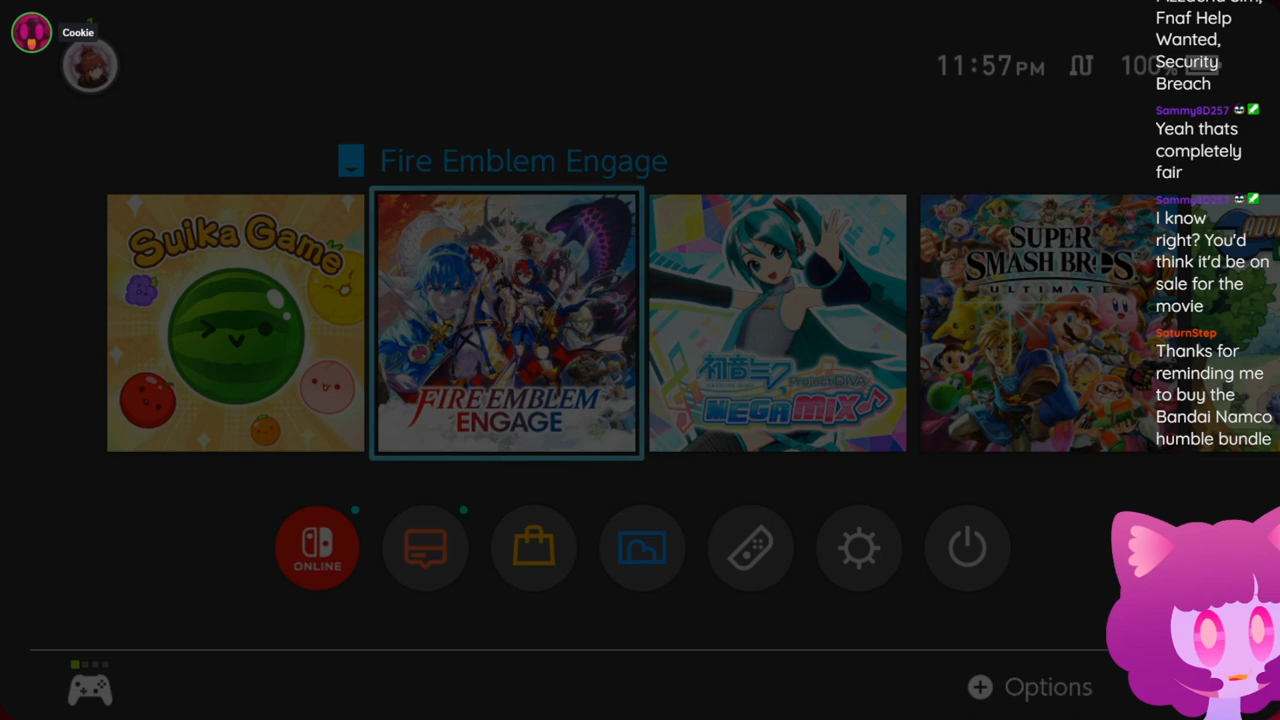 Cookie
11:57 PM
100%
Fire Emblem Engage
Suika Game
FIRE EMBLEM
ENGAGE
初音ミク
Project DIVA
MEGA MIX
SUPER
SMASH BROS.
ULTIMATE
ADV
ONLINE
Options
Fnaf Help
Wanted,
Security
Breach
Sammy8D257
Yeah thats
completely
fair
Sammy8D257
I know
right? You'd
think it'd be on
sale for the
movie
SaturnStep
Thanks for
reminding me
to buy the
Bandai Namco
humble bundle